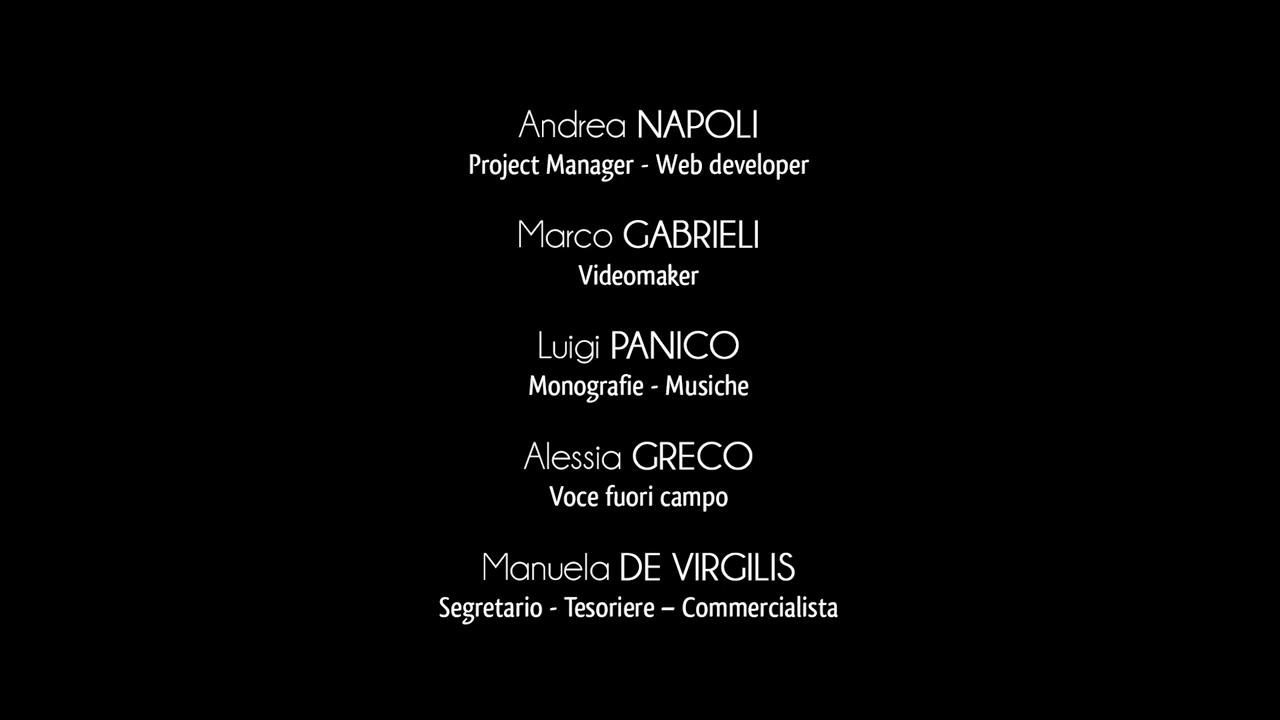 Andrea NAPOLI
Project Manager - Web developer
Marco GABRIELI
Videomaker
Luigi PANICO
Monografie - Musiche
Alessia GRECO
Voce fuori campo
Manuela DE VIRGILIS
Segretario - Tesoriere – Commercialista